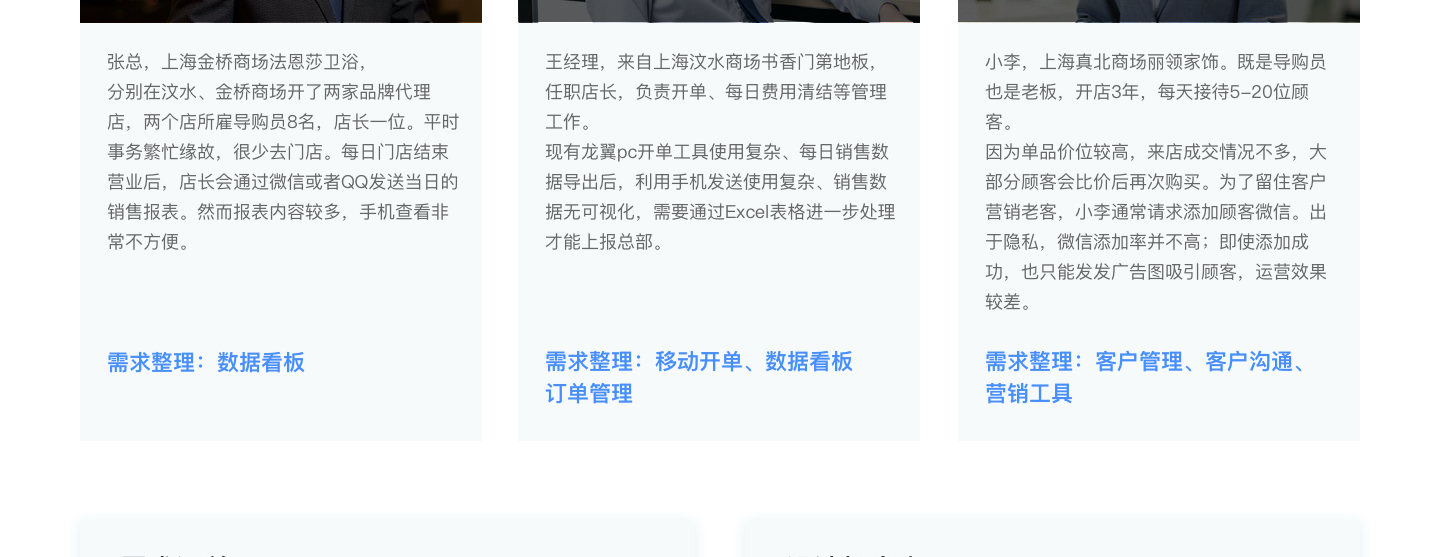 张总，上海金桥商场法恩莎卫浴，
分别在汶水、金桥商场开了两家品牌代理
店，两个店所雇导购员8名，店长一位。平时
事务繁忙缘故，很少去门店。每日门店结束
营业后，店长会通过微信或者QQ发送当日的
销售报表。然而报表内容较多，手机查看非
常不方便。
需求整理：数据看板
王经理，来自上海汶水商场书香门第地板，
任职店长，负责开单、每日费用清结等管理
工作。
现有龙翼pc开单工具使用复杂、每日销售数
据导出后，利用手机发送使用复杂、销售数
据无可视化，需要通过Excel表格进一步处理
才能上报总部。
需求整理：移动开单、数据看板
订单管理
小李，上海真北商场丽领家饰。既是导购员
也是老板，开店3年，每天接待5-20位顾
客。
因为单品价位较高，来店成交情况不多，大
部分顾客会比价后再次购买。为了留住客户
营销老客，小李通常请求添加顾客微信。出
于隐私，微信添加率并不高；即使添加成
功，也只能发发广告图吸引顾客，运营效果
较差。
需求整理：客户管理、客户沟通、
营销工具